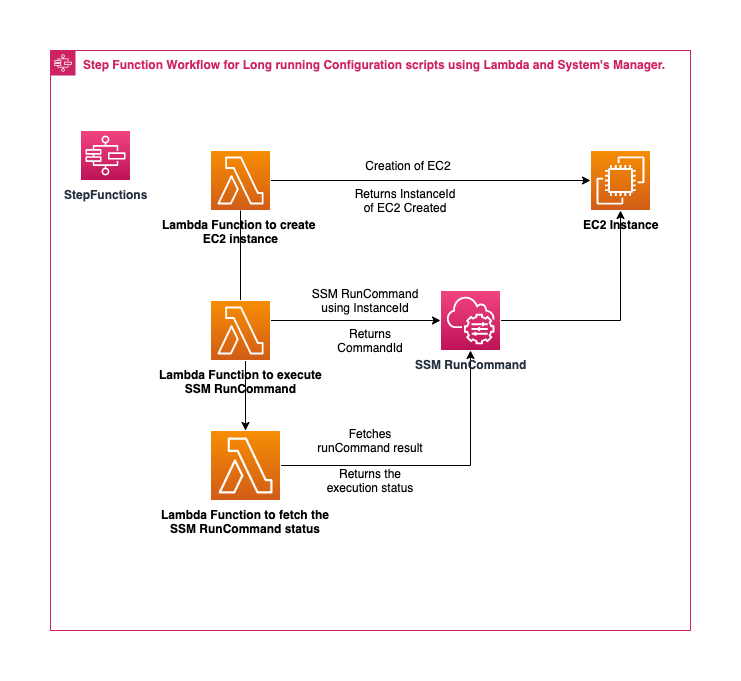 Step Function Workflow for Long running Configuration scripts using Lambda and System's Manager.
StepFunctions
Creation of EC2
Returns InstanceId
of EC2 Created
Lambda Function to create
EC2 instance
EC2 Instance
SSM RunCommand
using InstanceId
Returns
CommandId
Lambda Function to execute
SSM RunCommand
SSM RunCommand
Fetches
runCommand result
Returns the
execution status
Lambda Function to fetch the
SSM RunCommand status